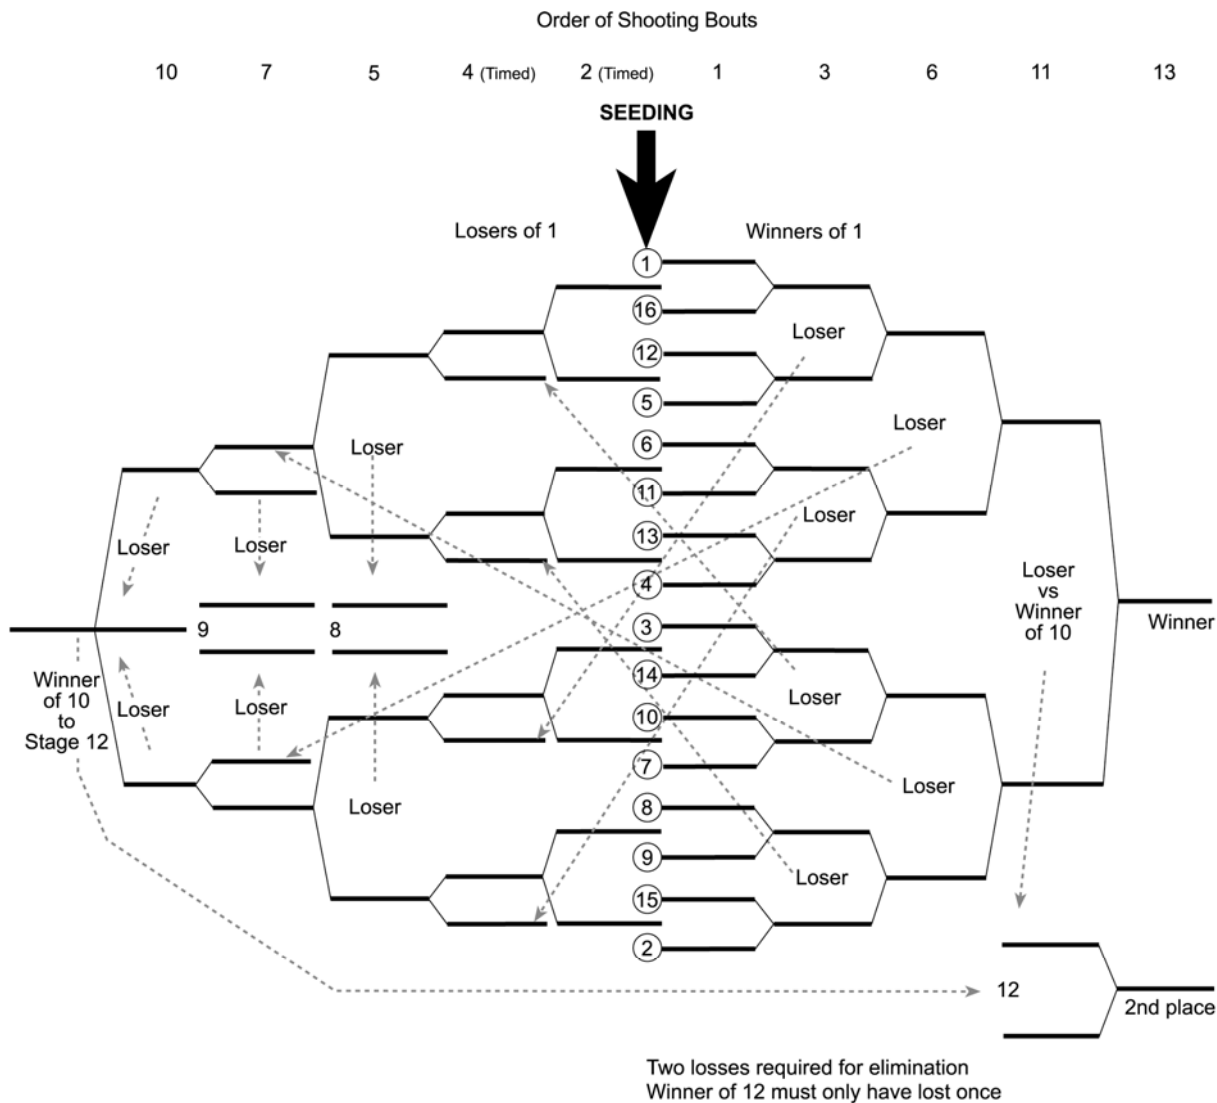 Order of Shooting Bouts
10 7 5 4 (Timed) 2 (Timed) 1 3 6 11 13
SEEDING
Losers of 1
Winners of 1
1
16
Loser
12
5
Loser
Loser
6
11
Loser
13
Loser
Loser
4
Loser
vs
Winner
of 10
3
9
8
Winner
Winner
of 10
to
Stage 12
14
Loser
Loser
Loser
10
7
Loser
Loser
8
9
Loser
15
2
12
2nd place
Two losses required for elimination
Winner of 12 must only have lost once